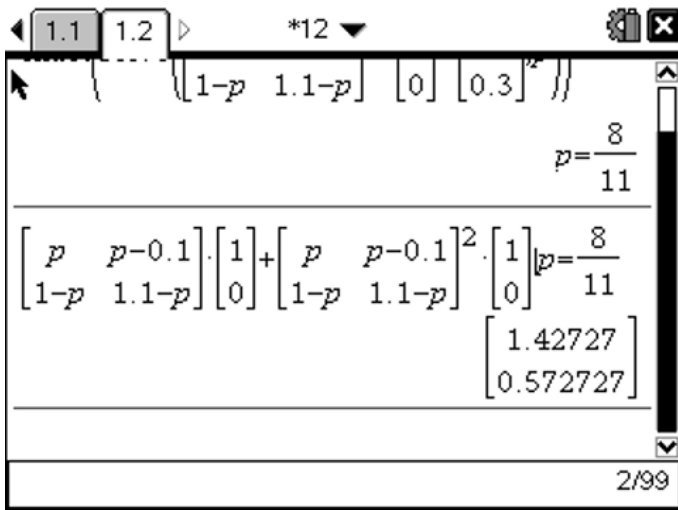 1.1 1.2 *12
[1-p 1.1-p] [0] [0.3] ,p ))
p=8/11
[p p-0.1; 1-p 1.1-p]·[1; 0]+[p p-0.1; 1-p 1.1-p]^2·[1; 0]|p=8/11
[1.42727; 0.572727]
2/99